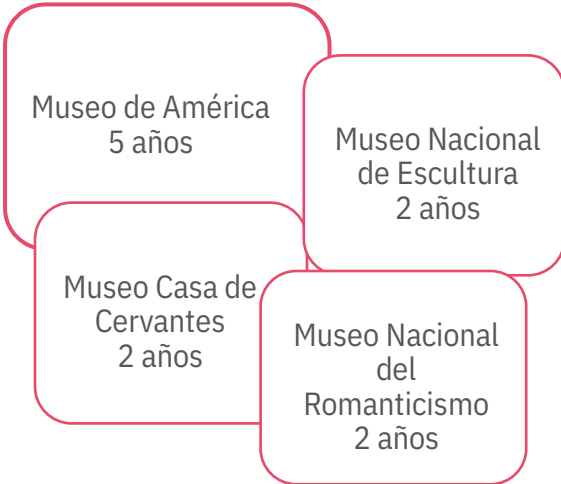 Museo de América
5 años
Museo Nacional
de Escultura
2 años
Museo Casa de
Cervantes
2 años
Museo Nacional
del
Romanticismo
2 años